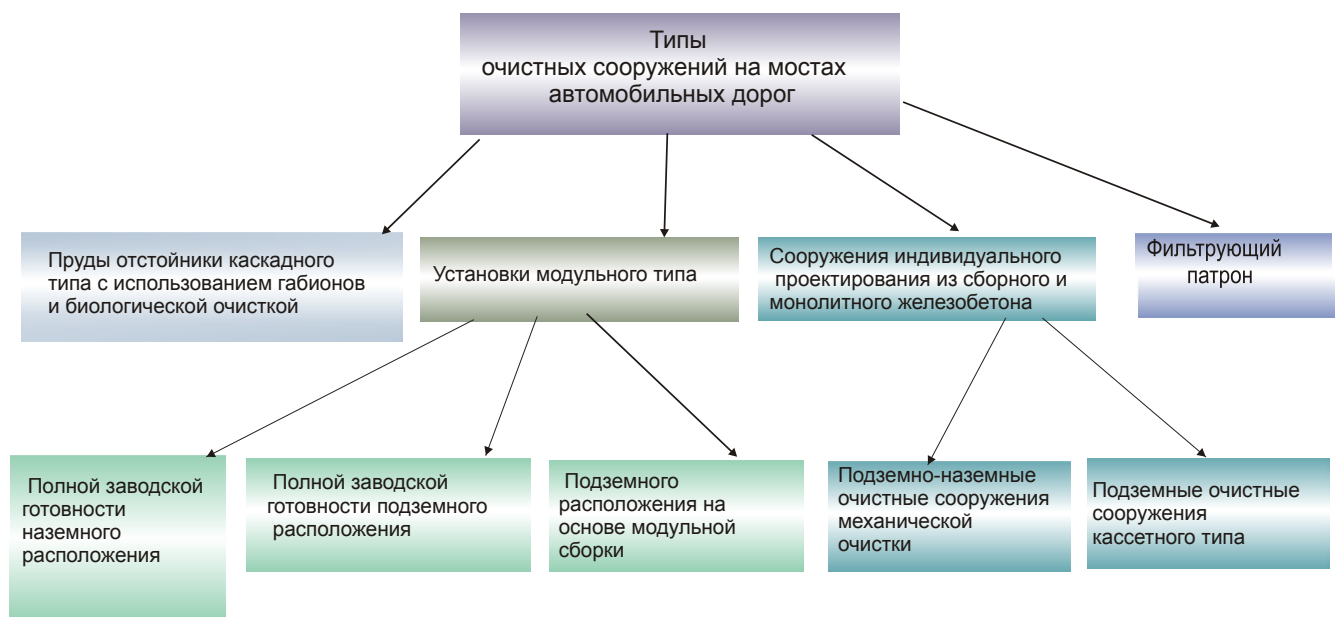 Типы
очистных сооружений на мостах
автомобильных дорог
Пруды отстойники каскадного
типа с использованием габионов
и биологической очисткой
Установки модульного типа
Сооружения индивидуального
проектирования из сборного и
монолитного железобетона
Фильтрующий
патрон
Полной заводской
готовности
наземного
расположения
Полной заводской
готовности подземного
расположения
Подземного
расположения на
основе модульной
сборки
Подземно-наземные
очистные сооружения
механической
очистки
Подземные очистные
сооружения
кассетного типа